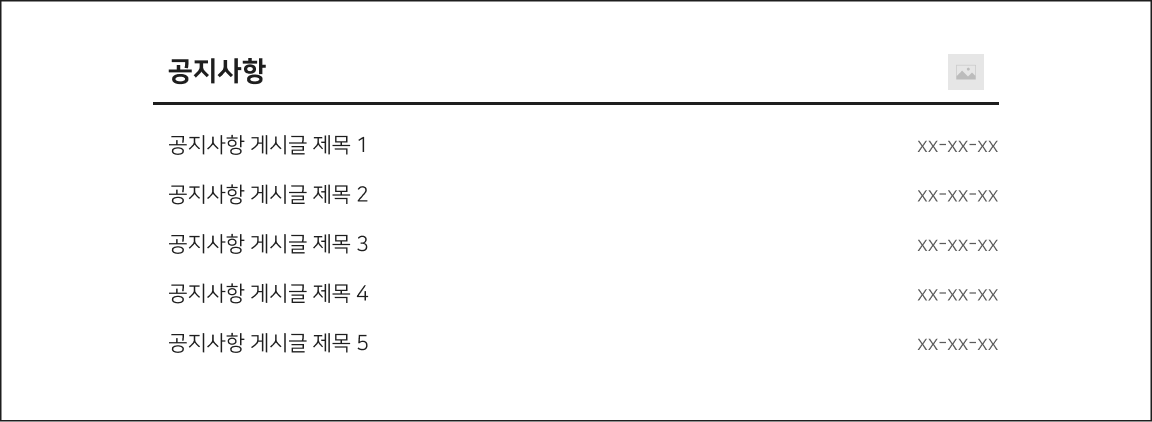 공지사항
공지사항 게시글 제목 1 xx-xx-xx
공지사항 게시글 제목 2 xx-xx-xx
공지사항 게시글 제목 3 xx-xx-xx
공지사항 게시글 제목 4 xx-xx-xx
공지사항 게시글 제목 5 xx-xx-xx